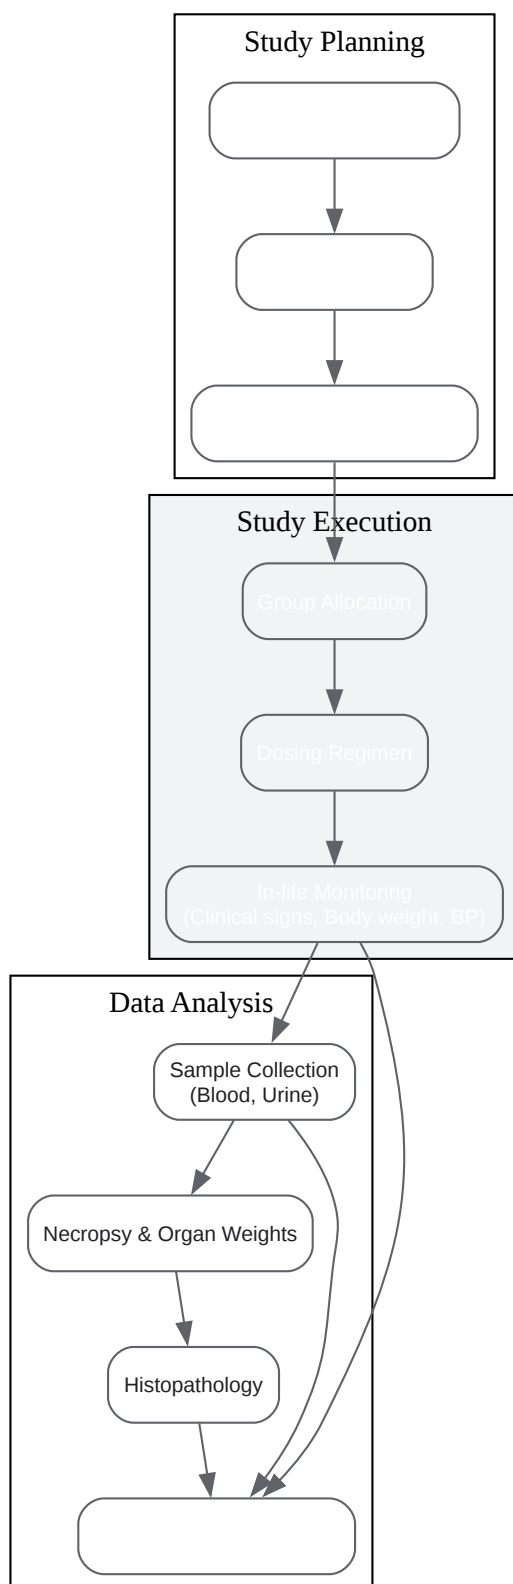 Study Planning
Study Execution
Group Allocation
Dosing Regimen
In-life Monitoring
(Clinical signs, Body weight, BP)
Data Analysis
Sample Collection
(Blood, Urine)
Necropsy & Organ Weights
Histopathology